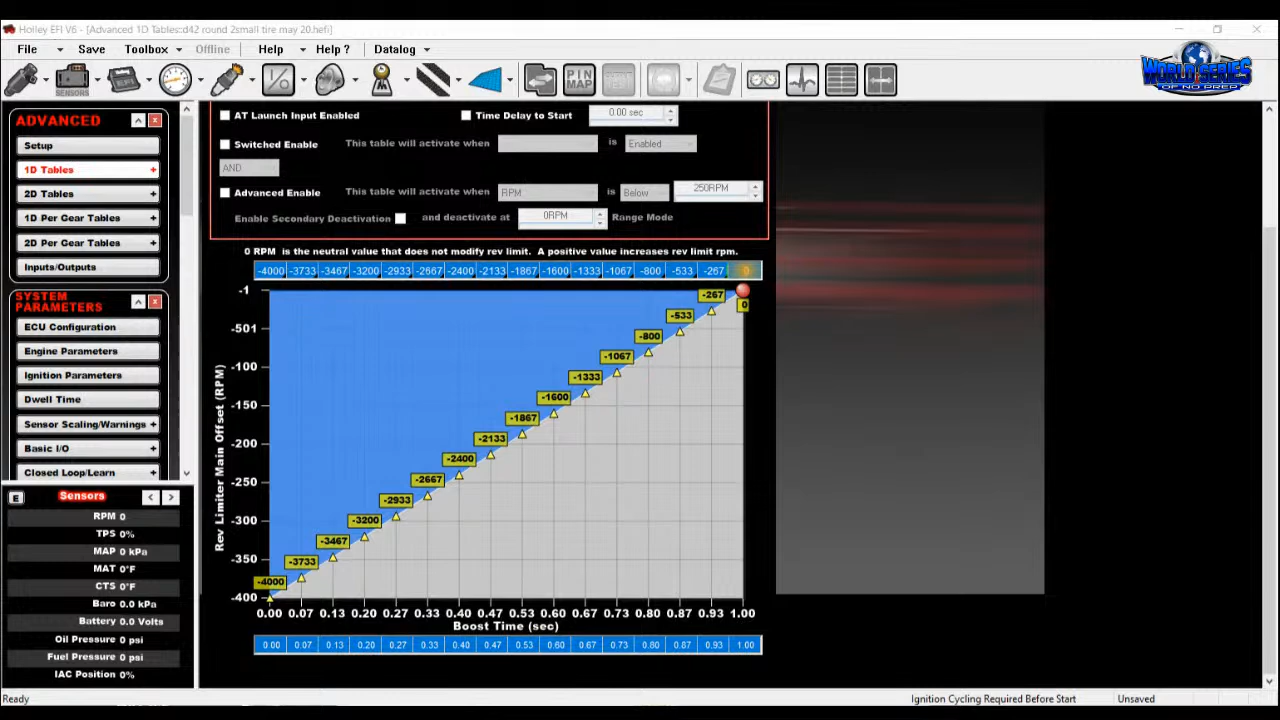 Holley EFI V6 - [Advanced 1D Tables::d42 round 2small tire may 20.hefi]
File Save Toolbox Offline Help Help ? Datalog
WORLD SERIES
OF NO PREP
SENSORS
PIN
MAP
ADVANCED
Setup
1D Tables +
2D Tables +
1D Per Gear Tables +
2D Per Gear Tables +
Inputs/Outputs
SYSTEM
PARAMETERS
ECU Configuration
Engine Parameters
Ignition Parameters
Dwell Time
Sensor Scaling/Warnings +
Basic I/O +
Closed Loop/Learn +
E Sensors < >
RPM 0
TPS 0%
MAP 0 kPa
MAT 0°F
CTS 0°F
Baro 0.0 kPa
Battery 0.0 Volts
Oil Pressure 0 psi
Fuel Pressure 0 psi
IAC Position 0%
AT Launch Input Enabled Time Delay to Start 0.00 sec
Switched Enable This table will activate when is Enabled
AND
Advanced Enable This table will activate when RPM is Below 250RPM
Enable Secondary Deactivation and deactivate at 0RPM Range Mode
0 RPM is the neutral value that does not modify rev limit. A positive value increases rev limit rpm.
-4000 -3733 -3467 -3200 -2933 -2667 -2400 -2133 -1867 -1600 -1333 -1067 -800 -533 -267 0
Rev Limiter Main Offset (RPM)
-1
-501
-100
-150
-200
-250
-300
-350
-400
0
-267
-533
-800
-1067
-1333
-1600
-1867
-2133
-2400
-2667
-2933
-3200
-3467
-3733
-4000
0.00 0.07 0.13 0.20 0.27 0.33 0.40 0.47 0.53 0.60 0.67 0.73 0.80 0.87 0.93 1.00
Boost Time (sec)
0.00 0.07 0.13 0.20 0.27 0.33 0.40 0.47 0.53 0.60 0.67 0.73 0.80 0.87 0.93 1.00
Ready Ignition Cycling Required Before Start Unsaved